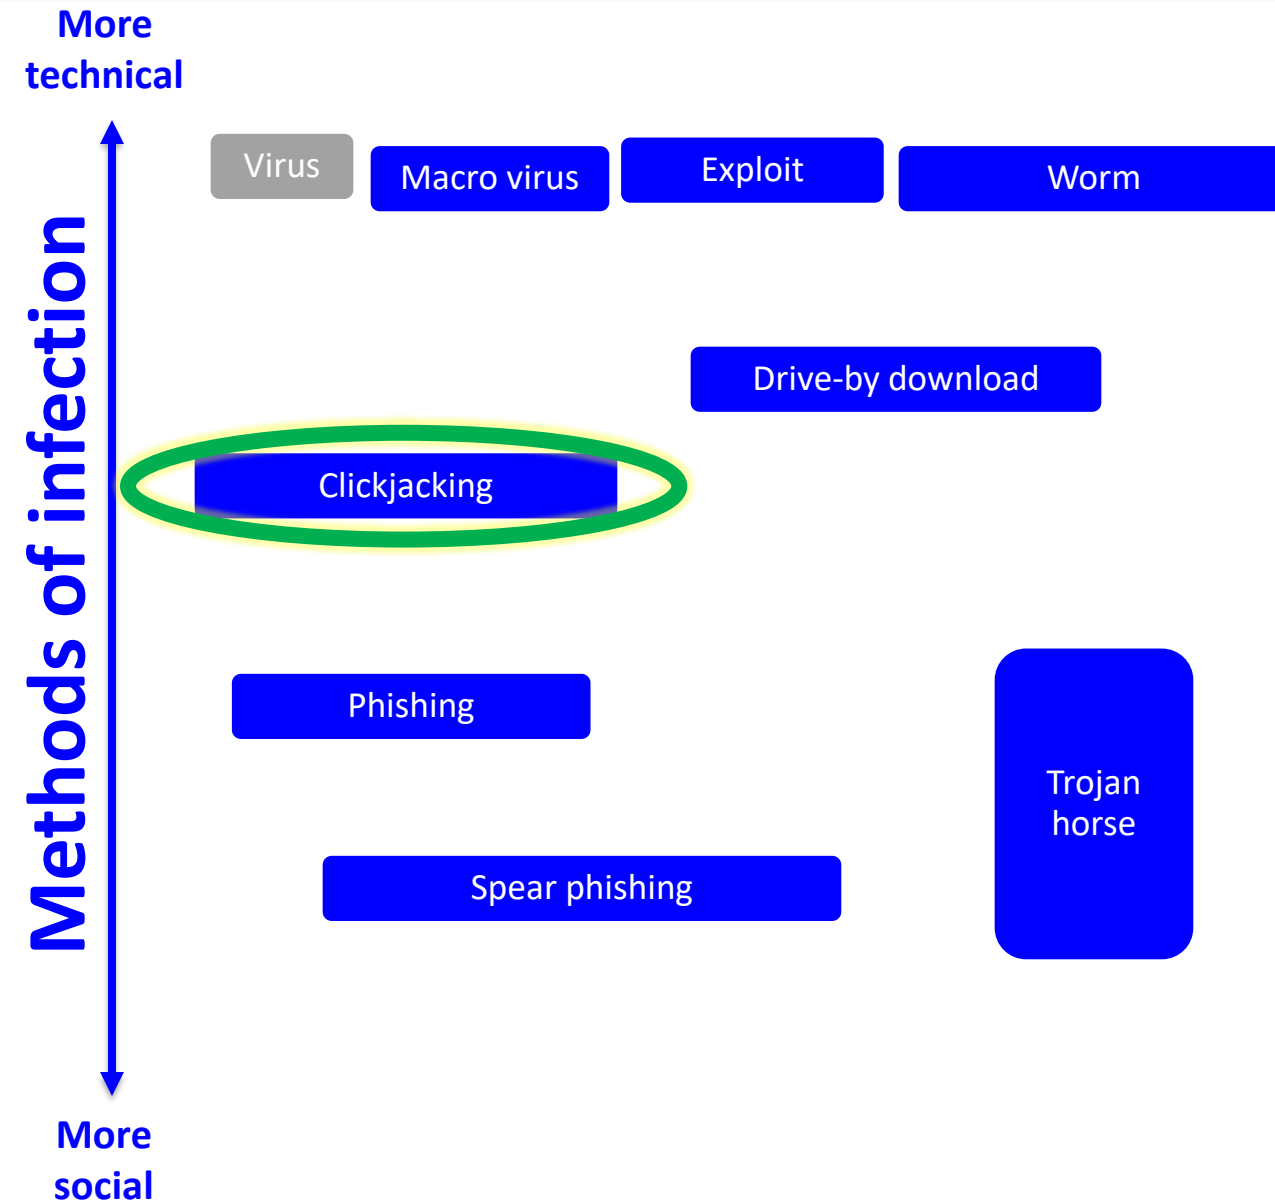 More
technical
Virus
Macro virus
Exploit
Worm
Drive-by download
Clickjacking
Methods of infection
Phishing
Trojan
horse
Spear phishing
More
social